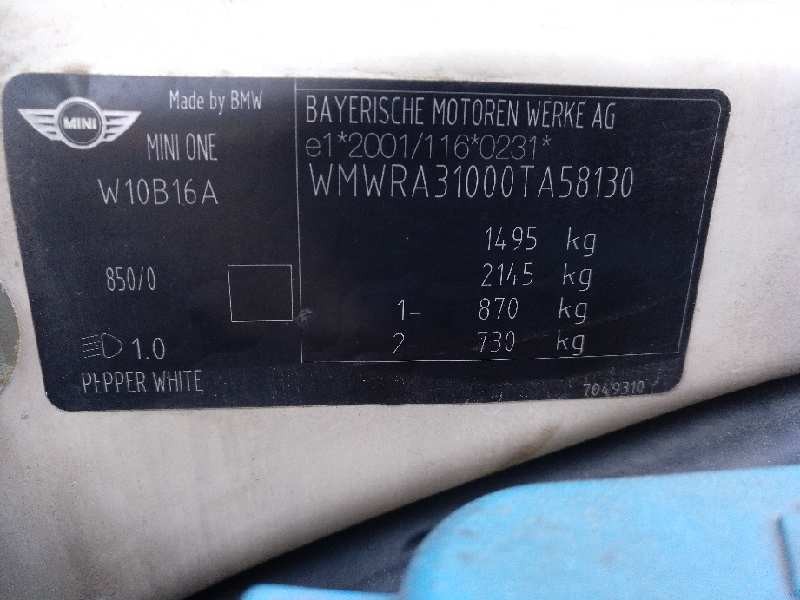 MINI
Made by BMW
MINI ONE
W10B16A
850/0
1.0
PEPPER WHITE
BAYERISCHE MOTOREN WERKE AG
e1*2001/116*0231*
WMWRA31000TA58130
1495 kg
2145 kg
1- 870 kg
2 730 kg
7049310